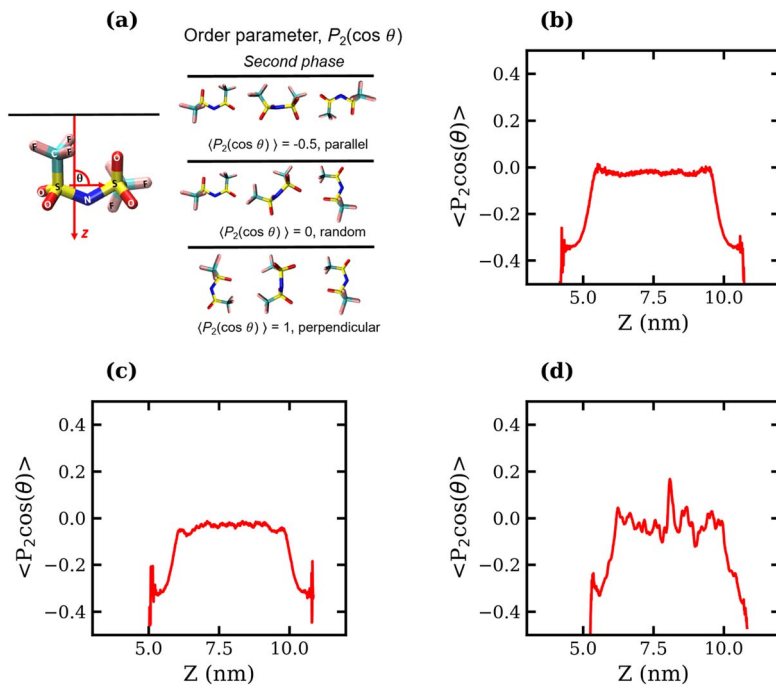 (a)
Order parameter, P₂(cos θ)
Second phase
⟨P₂(cos θ) ⟩ = -0.5, parallel
⟨P₂(cos θ) ⟩ = 0, random
⟨P₂(cos θ) ⟩ = 1, perpendicular
F
C
F
F
θ
O
S
S
F
O
O
N
F
O
z
(b)
<P₂cos(θ)>
0.4
0.2
0.0
−0.2
−0.4
5.0 7.5 10.0
Z (nm)
(c)
<P₂cos(θ)>
0.4
0.2
0.0
−0.2
−0.4
5.0 7.5 10.0
Z (nm)
(d)
<P₂cos(θ)>
0.4
0.2
0.0
−0.2
−0.4
5.0 7.5 10.0
Z (nm)